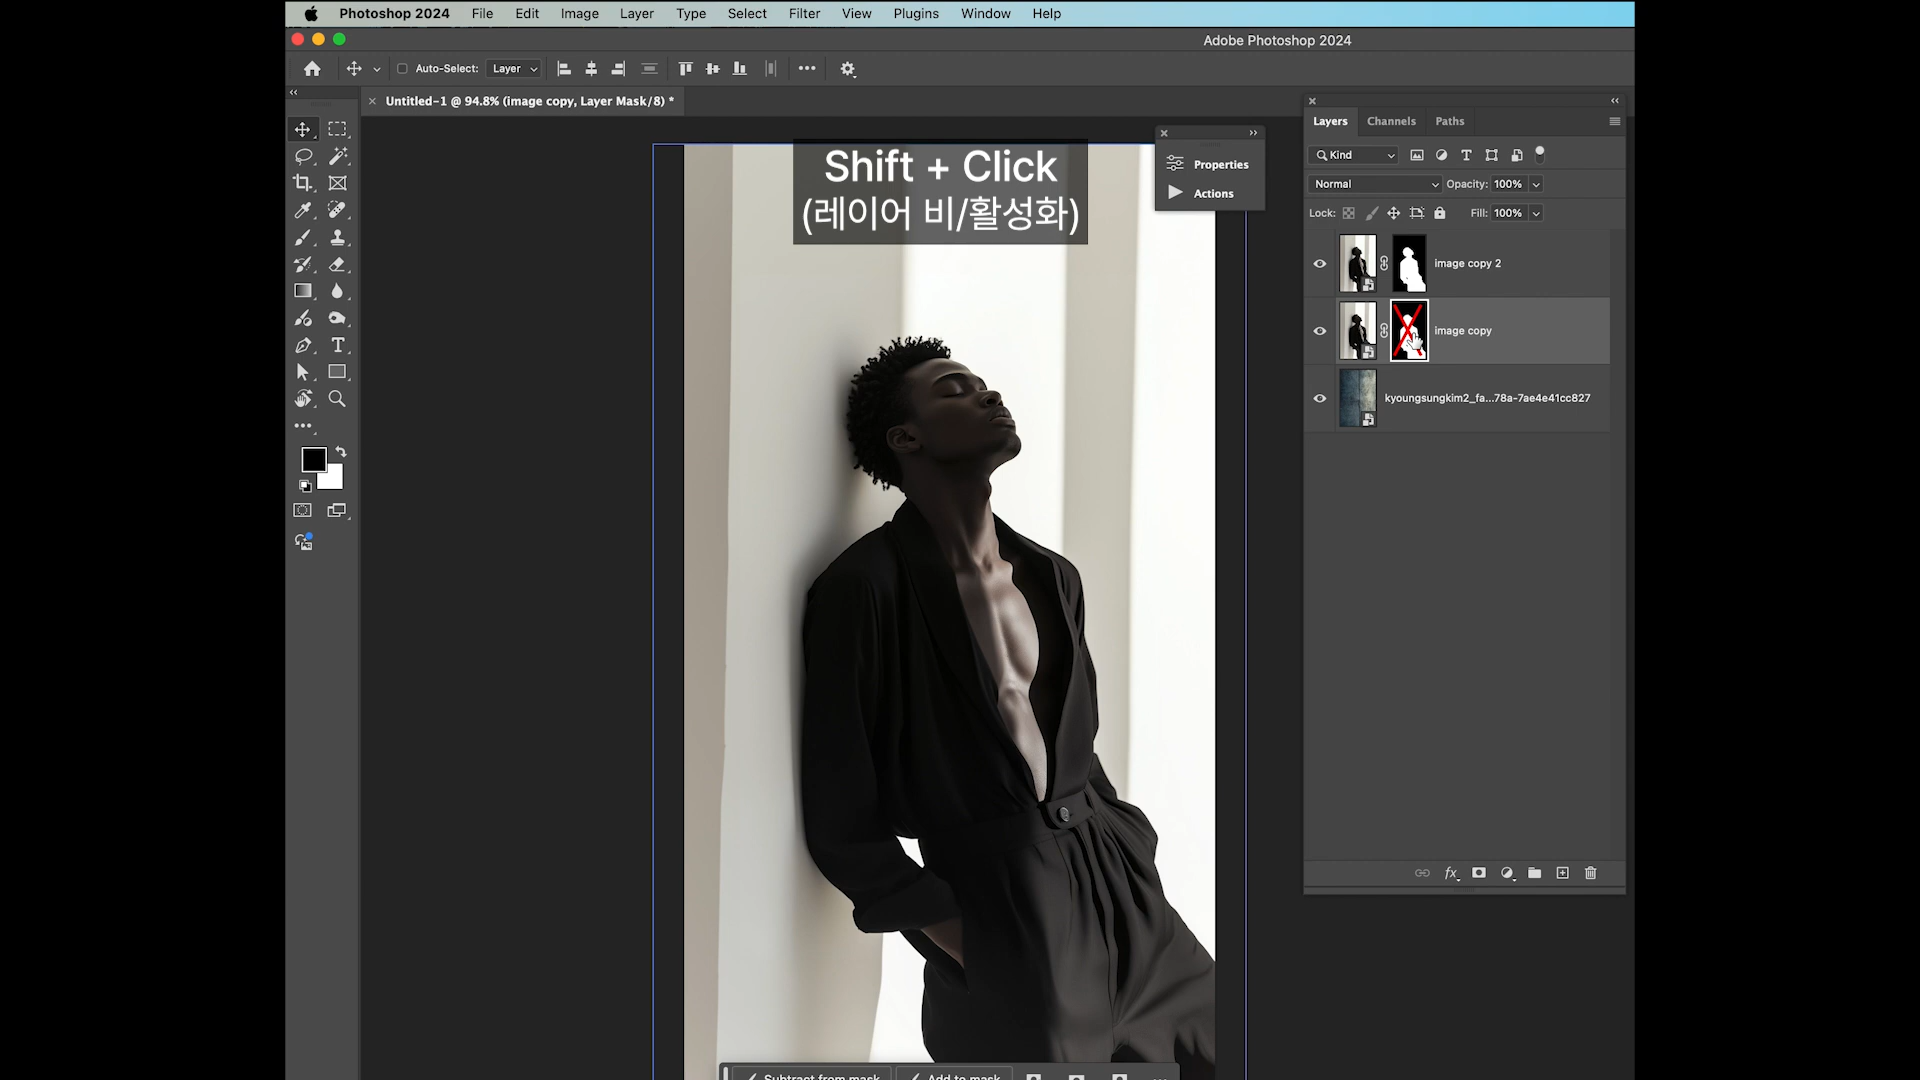 Photoshop 2024 File Edit Image Layer Type Select Filter View Plugins Window Help
Adobe Photoshop 2024
Auto-Select: Layer
Untitled-1 @ 94.8% (image copy, Layer Mask/8) *
Shift + Click
(레이어 비/활성화)
Properties
Actions
Layers Channels Paths
Kind
Normal Opacity: 100%
Lock: Fill: 100%
image copy 2
image copy
kyoungsungkim2_fa...78a-7ae4e41cc827
fx
Subtract from mask Add to mask